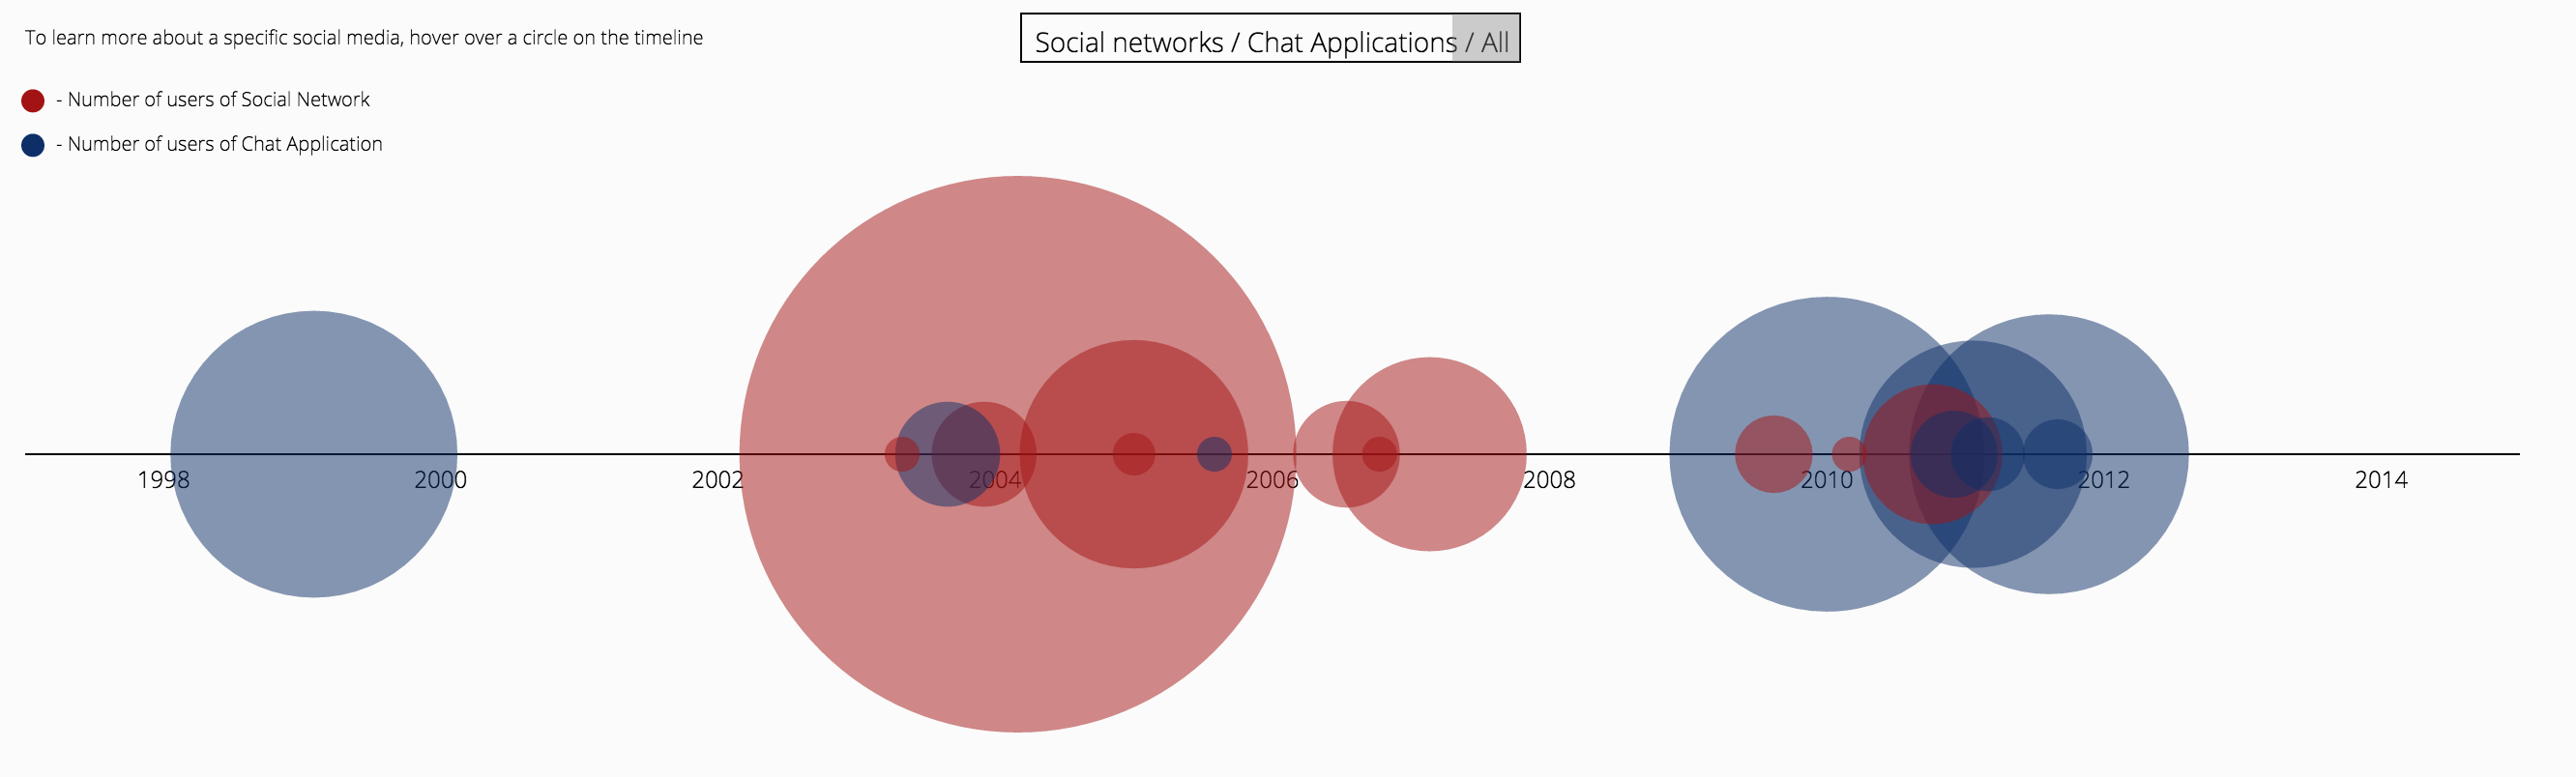 To learn more about a specific social media, hover over a circle on the timeline
Social networks / Chat Applications / All
- Number of users of Social Network
- Number of users of Chat Application
1998 2000 2002 2004 2006 2008 2010 2012 2014